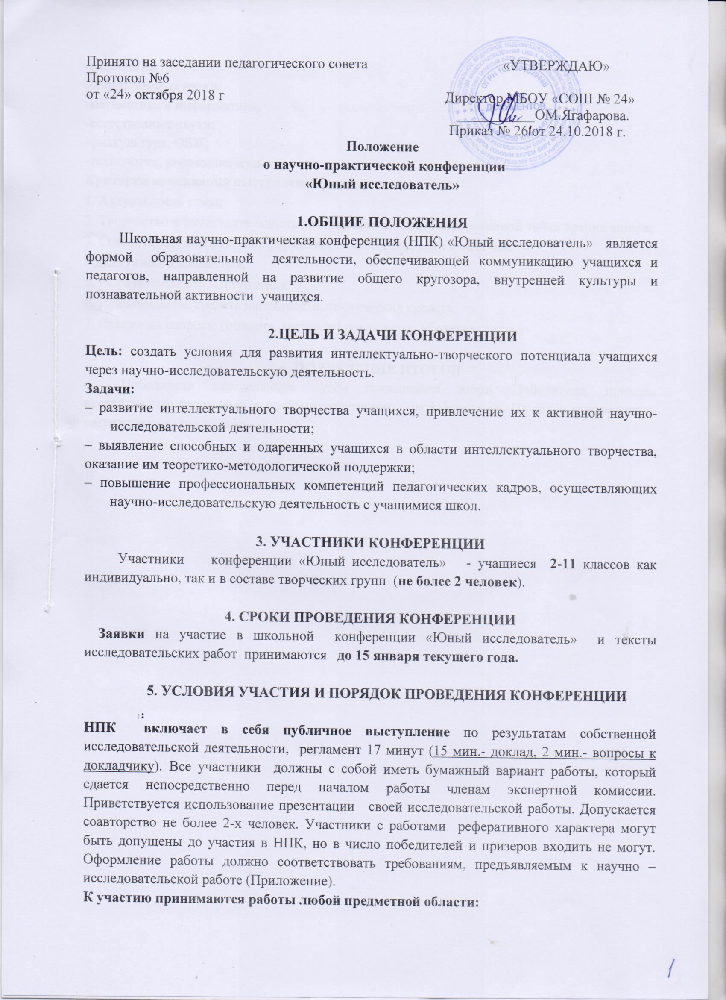 Принято на заседании педагогического совета
«УТВЕРЖДАЮ»
Протокол №6
от «24» октября 2018 г
Директор МБОУ «СОШ № 24»
____________ОМ.Ягафарова.
Приказ № 261от 24.10.2018 г.
ДОКУМЕНТОВ
Положение
о научно-практической конференции
«Юный исследователь»
1.ОБЩИЕ ПОЛОЖЕНИЯ
Школьная научно-практическая конференция (НПК) «Юный исследователь» является
формой образовательной деятельности, обеспечивающей коммуникацию учащихся и
педагогов, направленной на развитие общего кругозора, внутренней культуры и
познавательной активности учащихся.
2.ЦЕЛЬ И ЗАДАЧИ КОНФЕРЕНЦИИ
Цель: создать условия для развития интеллектуально-творческого потенциала учащихся
через научно-исследовательскую деятельность.
Задачи:
– развитие интеллектуального творчества учащихся, привлечение их к активной научно-
исследовательской деятельности;
– выявление способных и одаренных учащихся в области интеллектуального творчества,
оказание им теоретико-методологической поддержки;
– повышение профессиональных компетенций педагогических кадров, осуществляющих
научно-исследовательскую деятельность с учащимися школ.
3. УЧАСТНИКИ КОНФЕРЕНЦИИ
Участники конференции «Юный исследователь» - учащиеся 2-11 классов как
индивидуально, так и в составе творческих групп (не более 2 человек).
4. СРОКИ ПРОВЕДЕНИЯ КОНФЕРЕНЦИИ
Заявки на участие в школьной конференции «Юный исследователь» и тексты
исследовательских работ принимаются до 15 января текущего года.
5. УСЛОВИЯ УЧАСТИЯ И ПОРЯДОК ПРОВЕДЕНИЯ КОНФЕРЕНЦИИ
НПК включает в себя публичное выступление по результатам собственной
исследовательской деятельности, регламент 17 минут (15 мин.- доклад, 2 мин.- вопросы к
докладчику). Все участники должны с собой иметь бумажный вариант работы, который
сдается непосредственно перед началом работы членам экспертной комиссии.
Приветствуется использование презентации своей исследовательской работы. Допускается
соавторство не более 2-х человек. Участники с работами реферативного характера могут
быть допущены до участия в НПК, но в число победителей и призеров входить не могут.
Оформление работы должно соответствовать требованиям, предъявляемым к научно –
исследовательской работе (Приложение).
К участию принимаются работы любой предметной области:
1